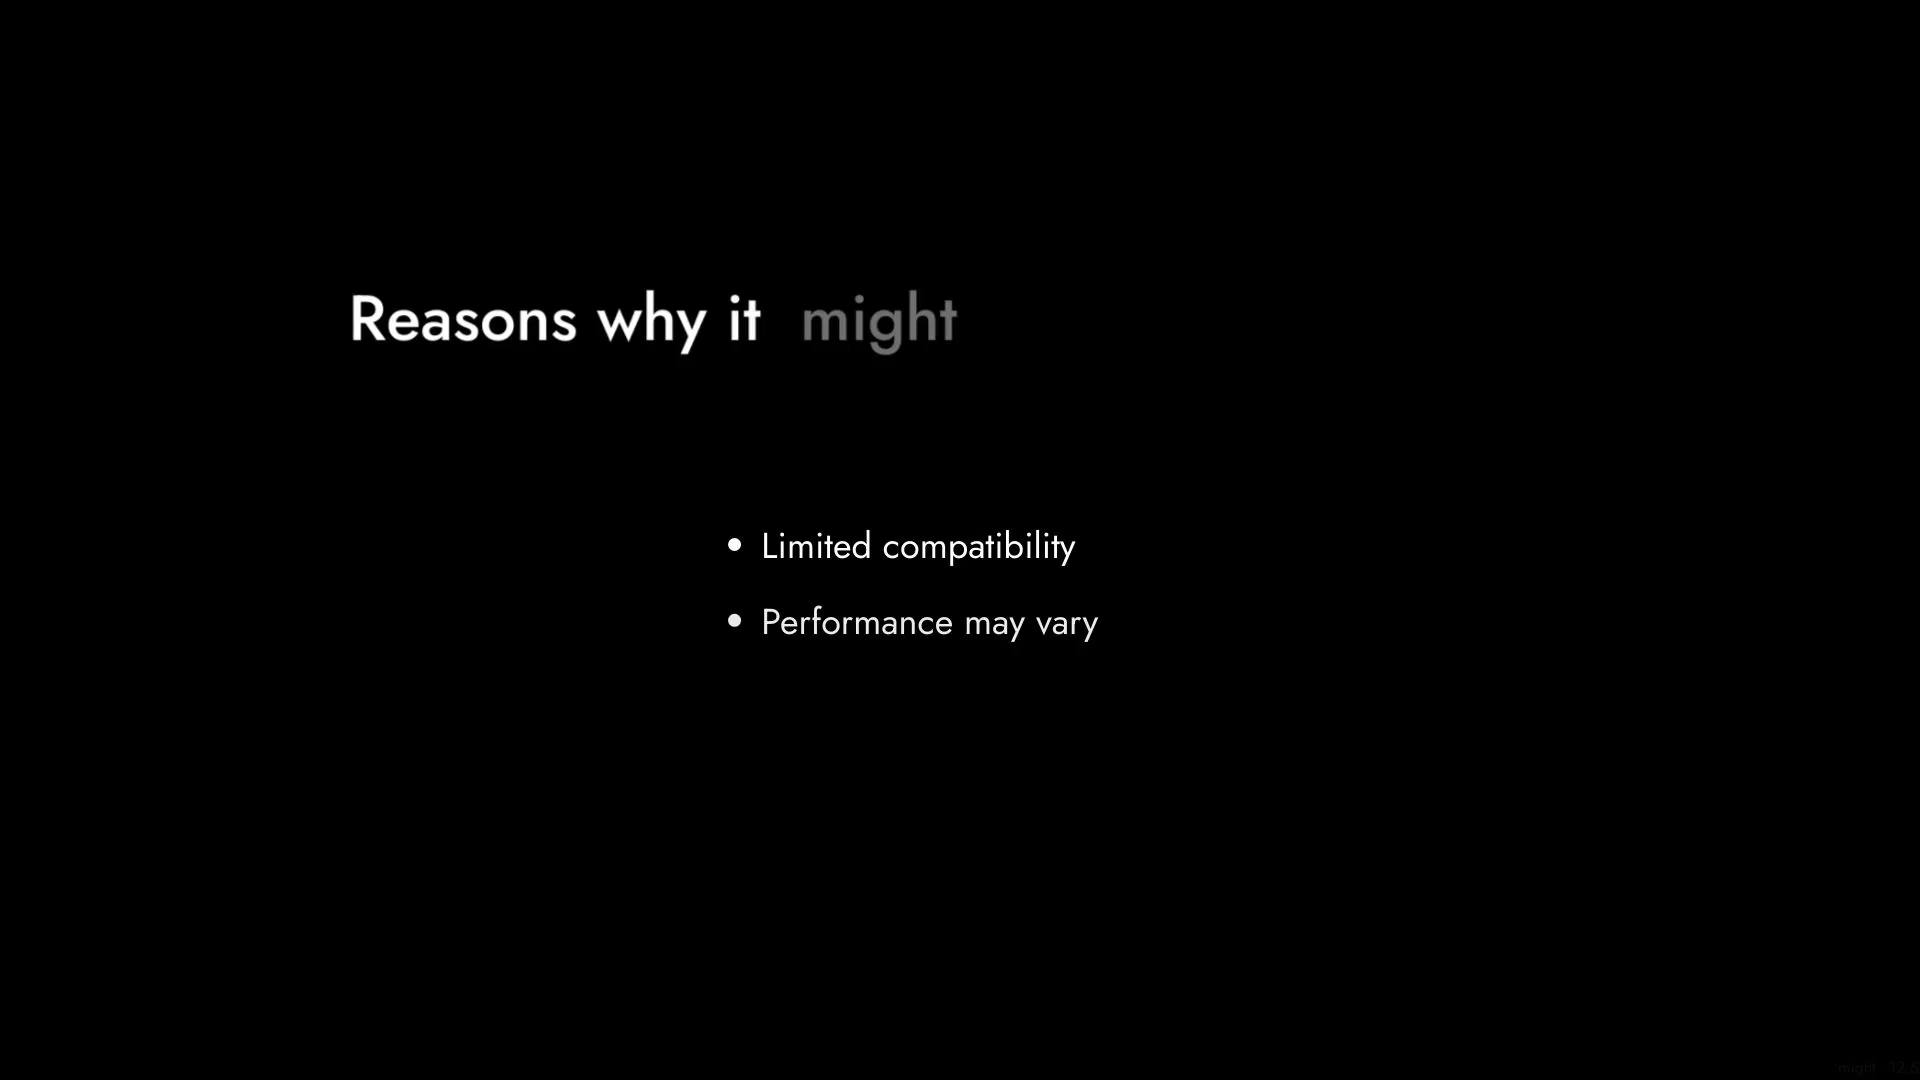 Reasons why it might
• Limited compatibility
• Performance may vary